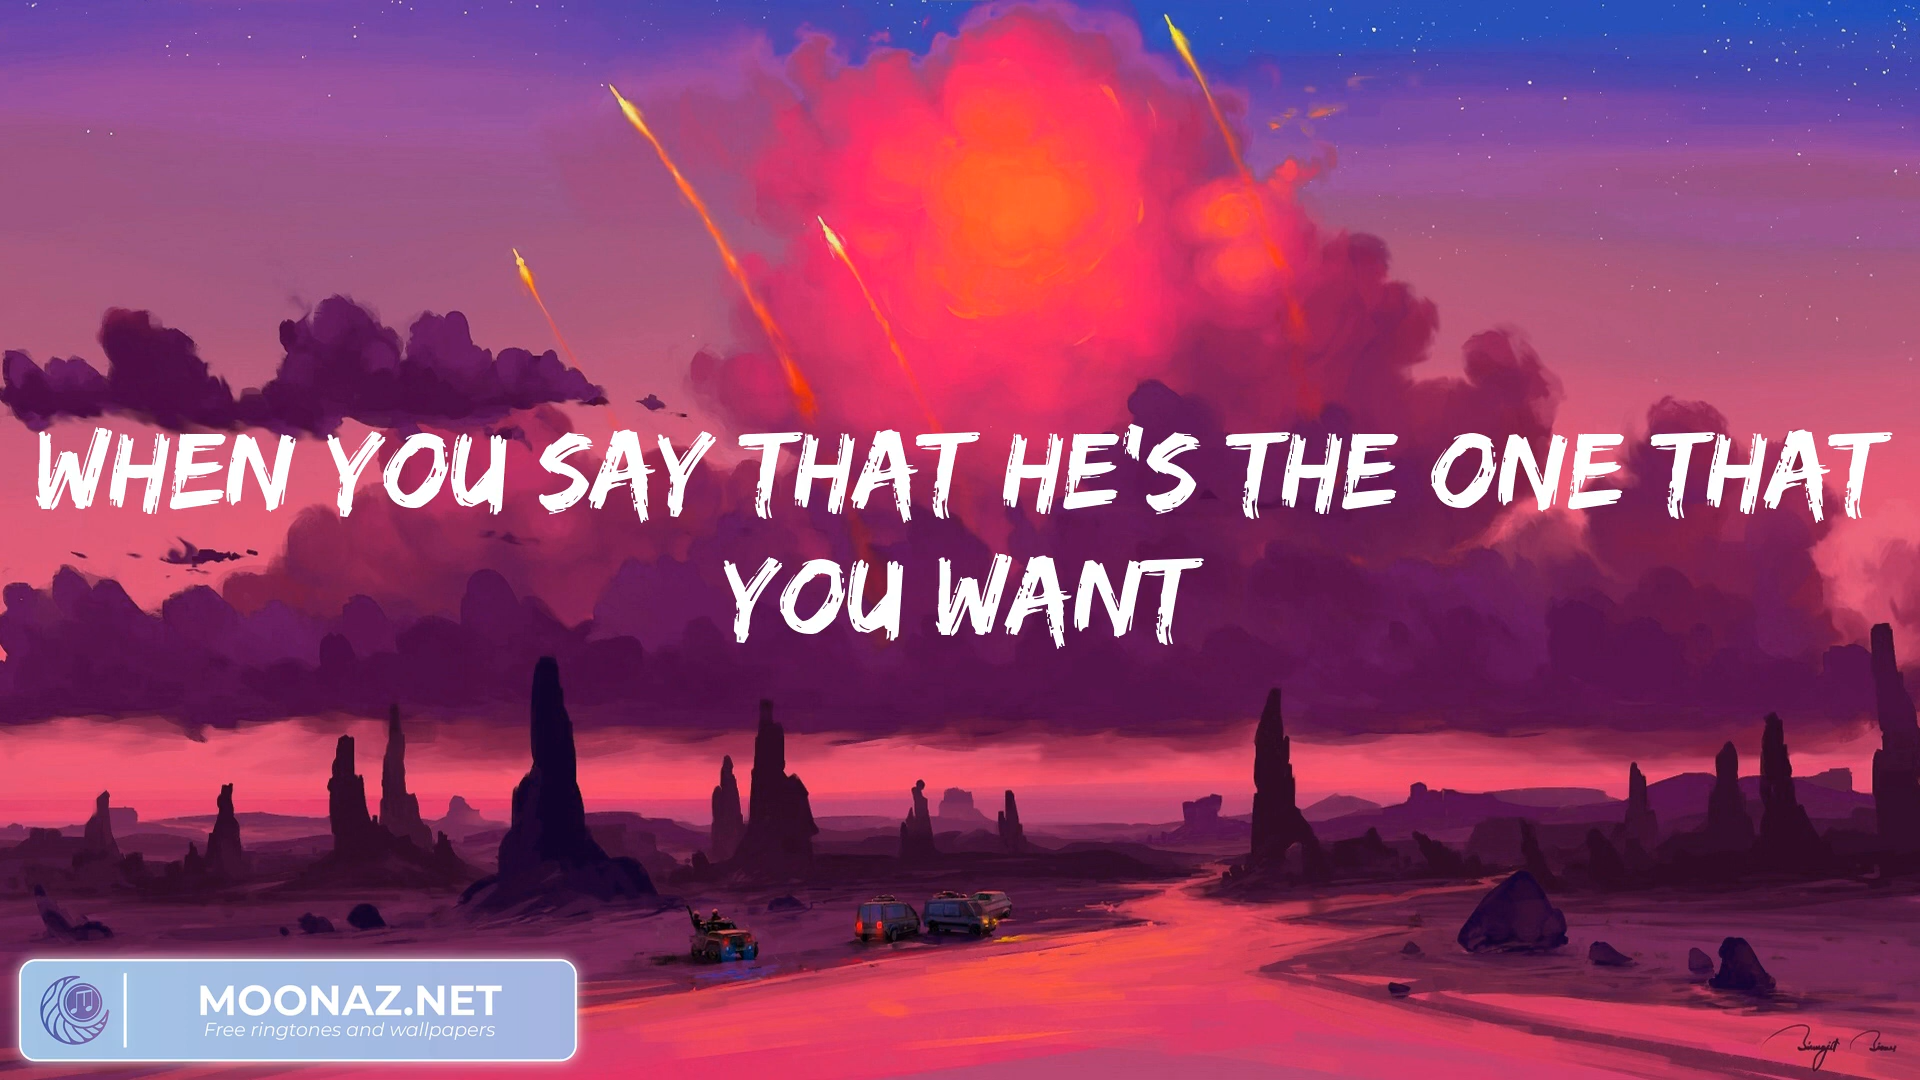 WHEN YOU SAY THAT HE'S THE ONE THAT
YOU WANT
MOONAZ.NET
Free ringtones and wallpapers